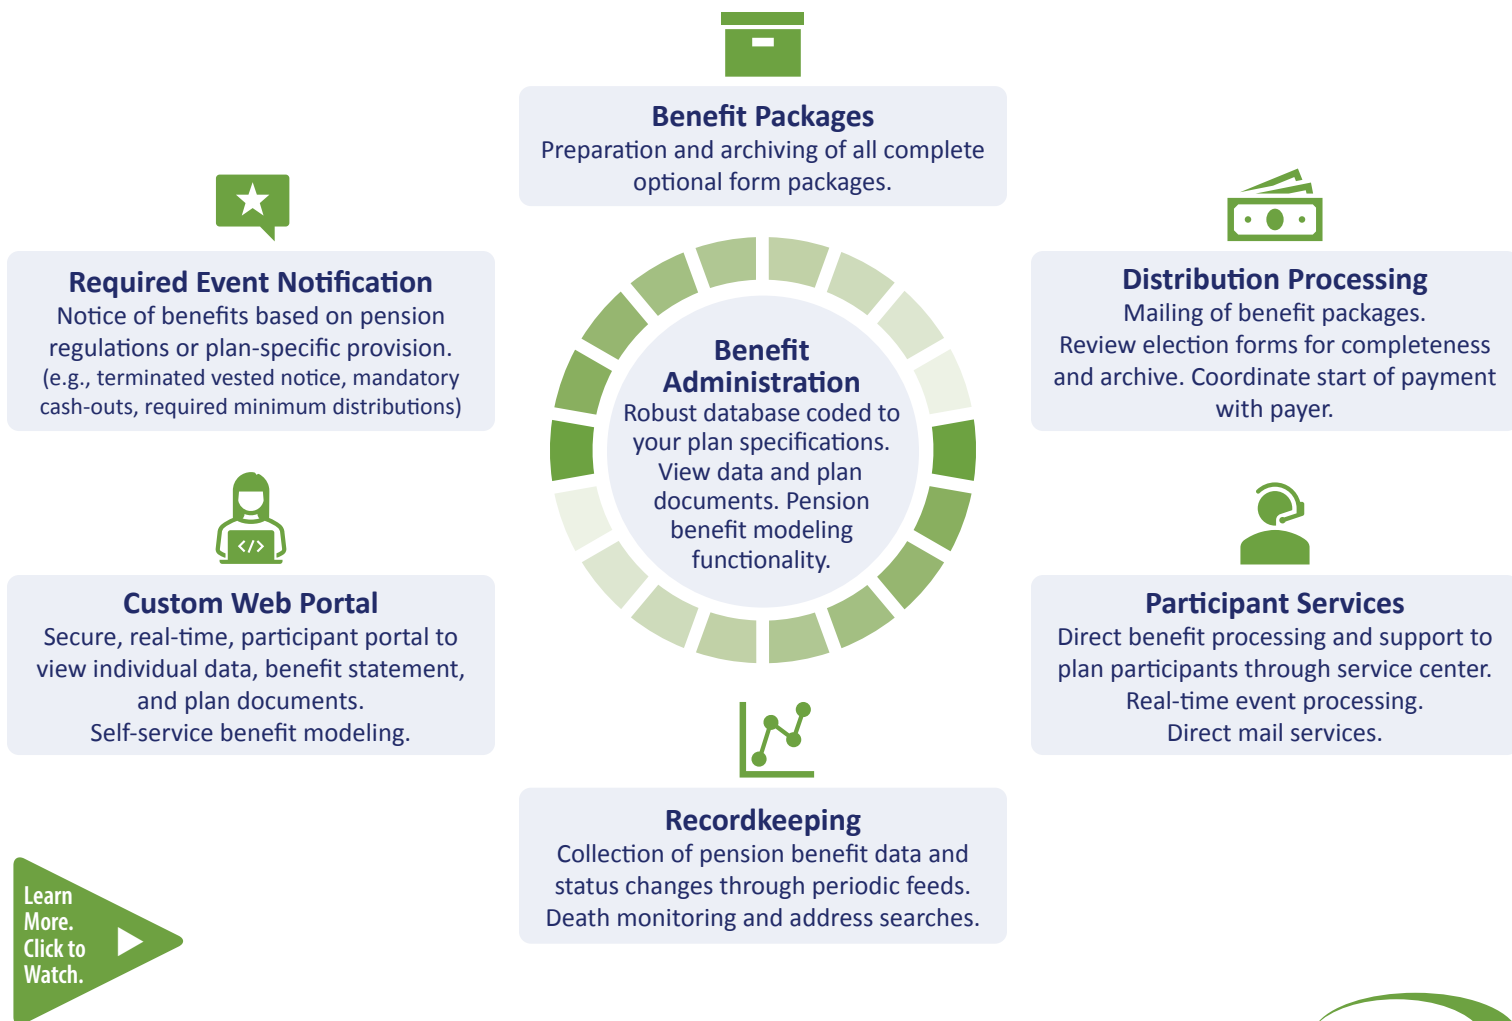 Benefit Packages
Preparation and archiving of all complete
optional form packages.
Required Event Notification
Notice of benefits based on pension
regulations or plan-specific provision.
(e.g., terminated vested notice, mandatory
cash-outs, required minimum distributions)
Distribution Processing
Mailing of benefit packages.
Review election forms for completeness
and archive. Coordinate start of payment
with payer.
Benefit
Administration
Robust database coded to
your plan specifications.
View data and plan
documents. Pension
benefit modeling
functionality.
</>
Custom Web Portal
Secure, real-time, participant portal to
view individual data, benefit statement,
and plan documents.
Self-service benefit modeling.
Participant Services
Direct benefit processing and support to
plan participants through service center.
Real-time event processing.
Direct mail services.
Recordkeeping
Collection of pension benefit data and
status changes through periodic feeds.
Death monitoring and address searches.
Learn
More.
Click to
Watch.